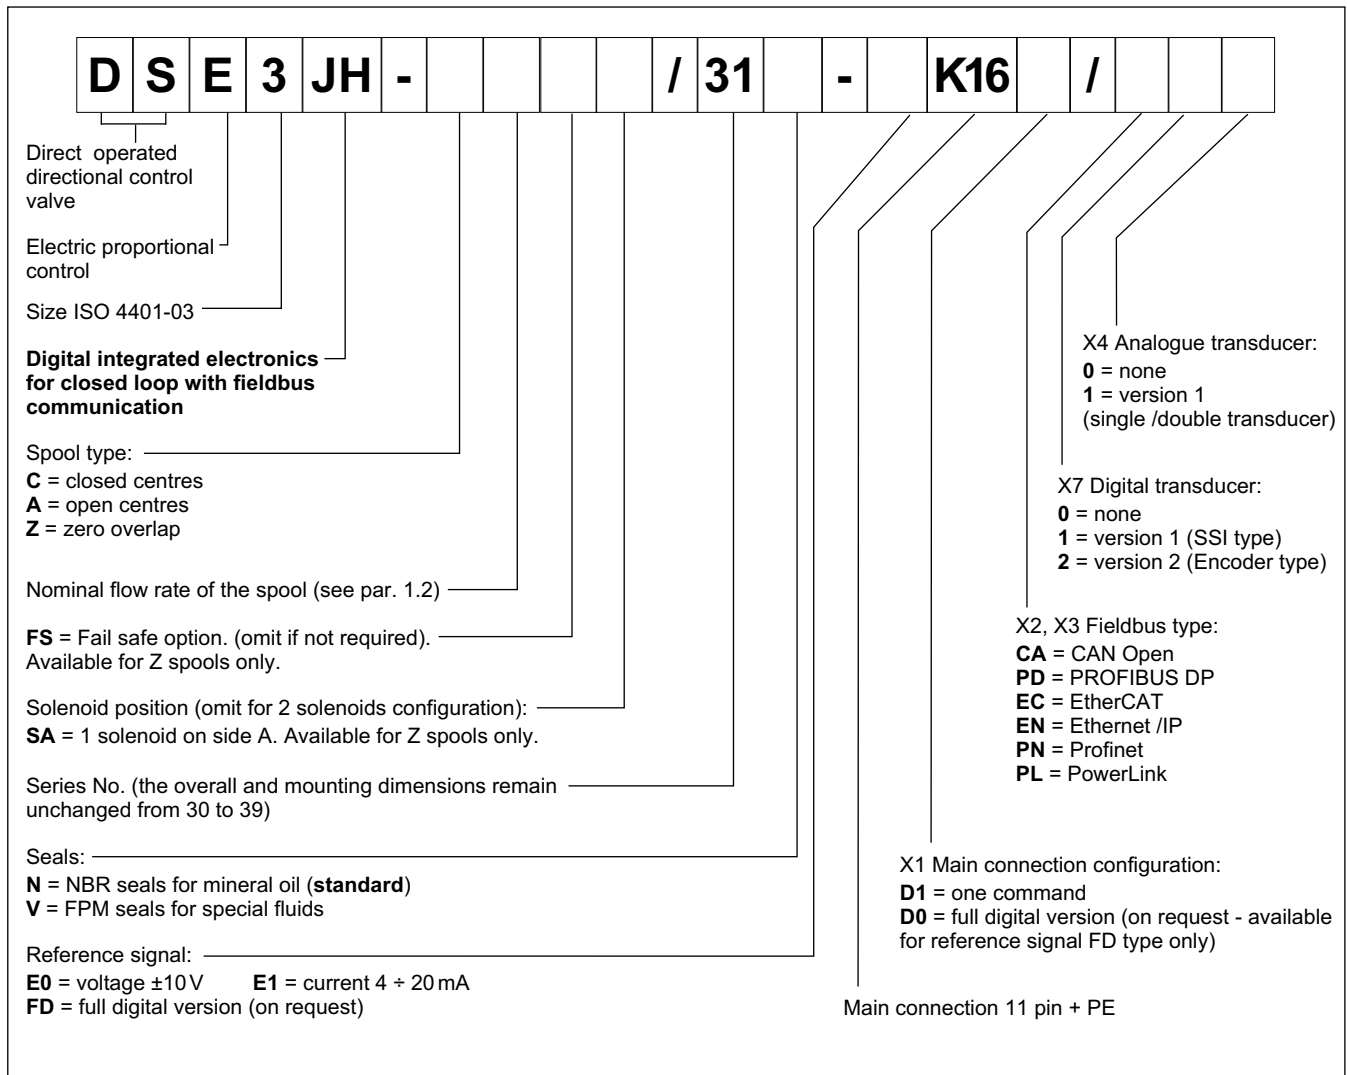 D S E 3 JH - / 31 - K16 /
Direct operated
directional control
valve
Electric proportional
control
Size ISO 4401-03
Digital integrated electronics
for closed loop with fieldbus
communication
Spool type:
C = closed centres
A = open centres
Z = zero overlap
Nominal flow rate of the spool (see par. 1.2)
FS = Fail safe option. (omit if not required).
Available for Z spools only.
Solenoid position (omit for 2 solenoids configuration):
SA = 1 solenoid on side A. Available for Z spools only.
Series No. (the overall and mounting dimensions remain
unchanged from 30 to 39)
Seals:
N = NBR seals for mineral oil (standard)
V = FPM seals for special fluids
Reference signal:
E0 = voltage ±10 V E1 = current 4 ÷ 20 mA
FD = full digital version (on request)
X4 Analogue transducer:
0 = none
1 = version 1
(single /double transducer)
X7 Digital transducer:
0 = none
1 = version 1 (SSI type)
2 = version 2 (Encoder type)
X2, X3 Fieldbus type:
CA = CAN Open
PD = PROFIBUS DP
EC = EtherCAT
EN = Ethernet /IP
PN = Profinet
PL = PowerLink
X1 Main connection configuration:
D1 = one command
D0 = full digital version (on request - available
for reference signal FD type only)
Main connection 11 pin + PE